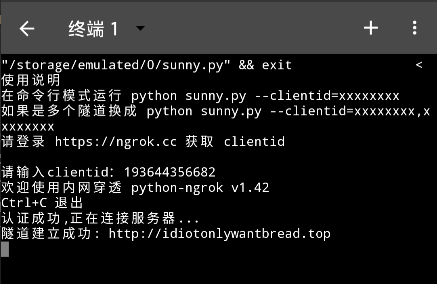 终端 1
"/storage/emulated/0/sunny.py" && exit <
使用说明
在命令行模式运行 python sunny.py --clientid=xxxxxxxx
如果是多个隧道换成 python sunny.py --clientid=xxxxxxxx,x
xxxxxxx
请登录 https://ngrok.cc 获取 clientid
请输入clientid: 193644356682
欢迎使用内网穿透 python-ngrok v1.42
Ctrl+C 退出
认证成功,正在连接服务器...
隧道建立成功: http://idiotonlywantbread.top